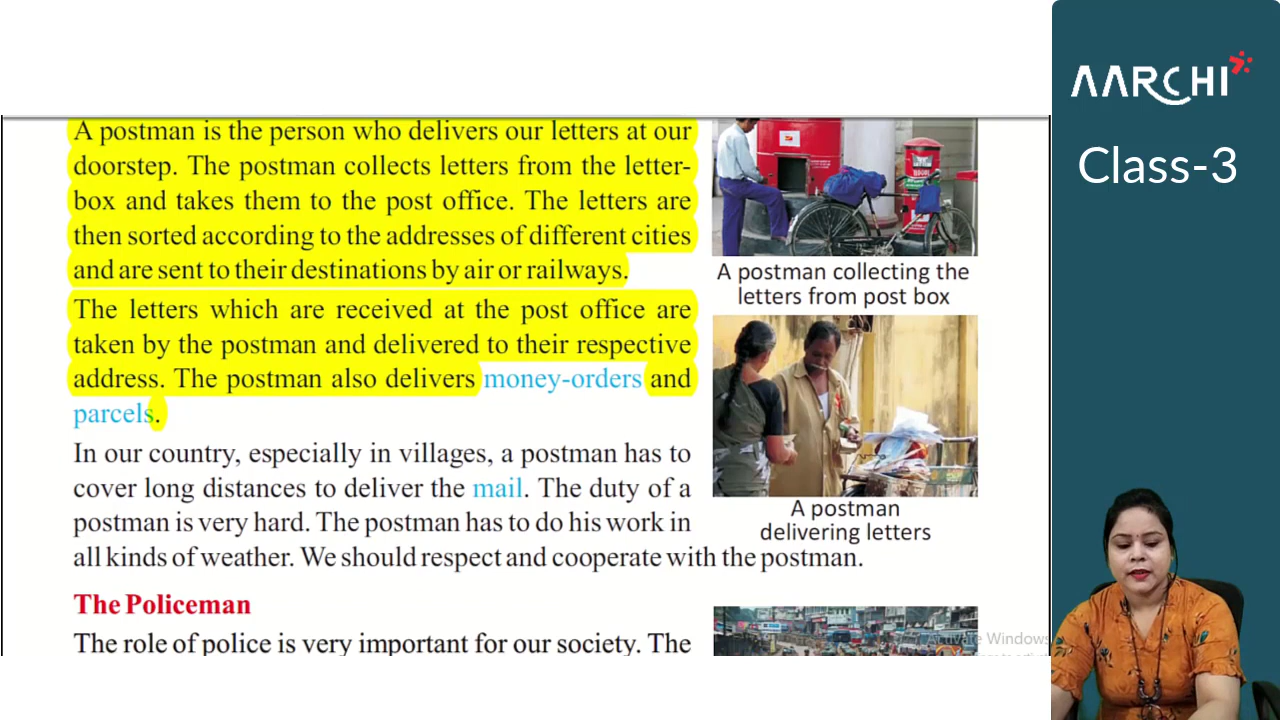 A postman is the person who delivers our letters at our
doorstep. The postman collects letters from the letter-
box and takes them to the post office. The letters are
then sorted according to the addresses of different cities
and are sent to their destinations by air or railways.
The letters which are received at the post office are
taken by the postman and delivered to their respective
address. The postman also delivers money-orders and
parcels.
In our country, especially in villages, a postman has to
cover long distances to deliver the mail. The duty of a
postman is very hard. The postman has to do his work in
all kinds of weather. We should respect and cooperate with the postman.
The Policeman
The role of police is very important for our society. The
A postman collecting the
letters from post box
A postman
delivering letters
Activate Windows
AARCHI
Class-3